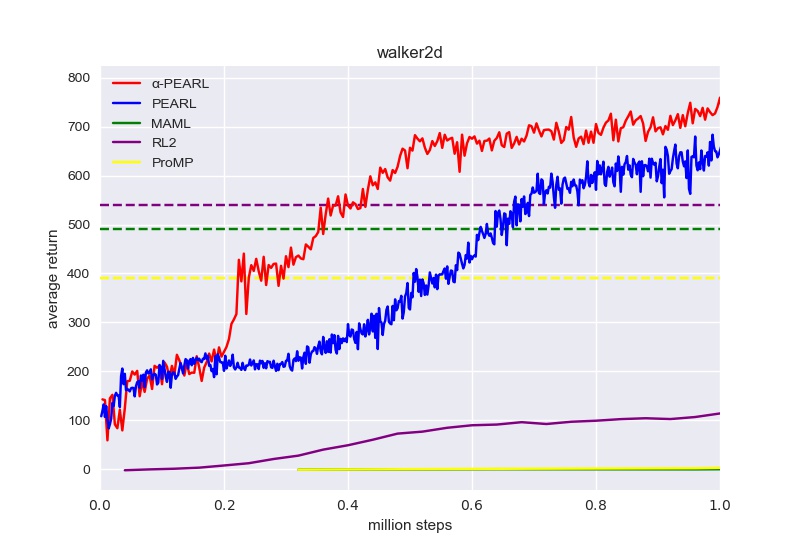 walker2d
800
700
600
500
400
300
200
100
0
average return
α-PEARL
PEARL
MAML
RL2
ProMP
0.0 0.2 0.4 0.6 0.8 1.0
million steps